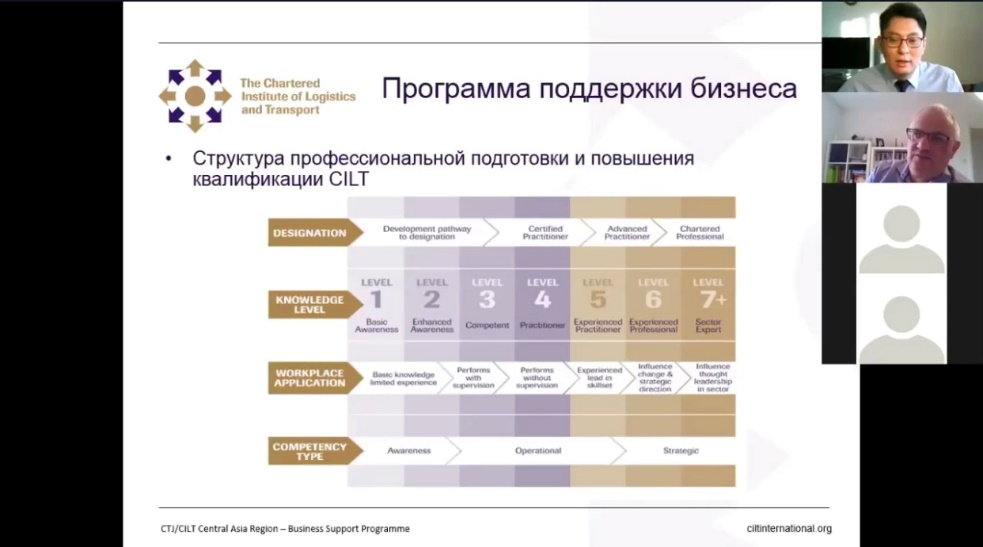 The Chartered
Institute of Logistics
and Transport
Программа поддержки бизнеса
• Структура профессиональной подготовки и повышения
квалификации CILT
DESIGNATION
Development pathway
to designation
Certified
Practitioner
Advanced
Practitioner
Chartered
Professional
KNOWLEDGE
LEVEL
LEVEL
1
Basic
Awareness
LEVEL
2
Enhanced
Awareness
LEVEL
3
Competent
LEVEL
4
Practitioner
LEVEL
5
Experienced
Practitioner
LEVEL
6
Experienced
Professional
LEVEL
7+
Sector
Expert
WORKPLACE
APPLICATION
Basic knowledge
limited experience
Performs
with
supervision
Performs
without
supervision
Experienced
lead in
skillset
Influence
change &
strategic
direction
Influence
thought
leadership
in sector
COMPETENCY
TYPE
Awareness
Operational
Strategic
CTJ/CILT Central Asia Region – Business Support Programme
ciltinternational.org